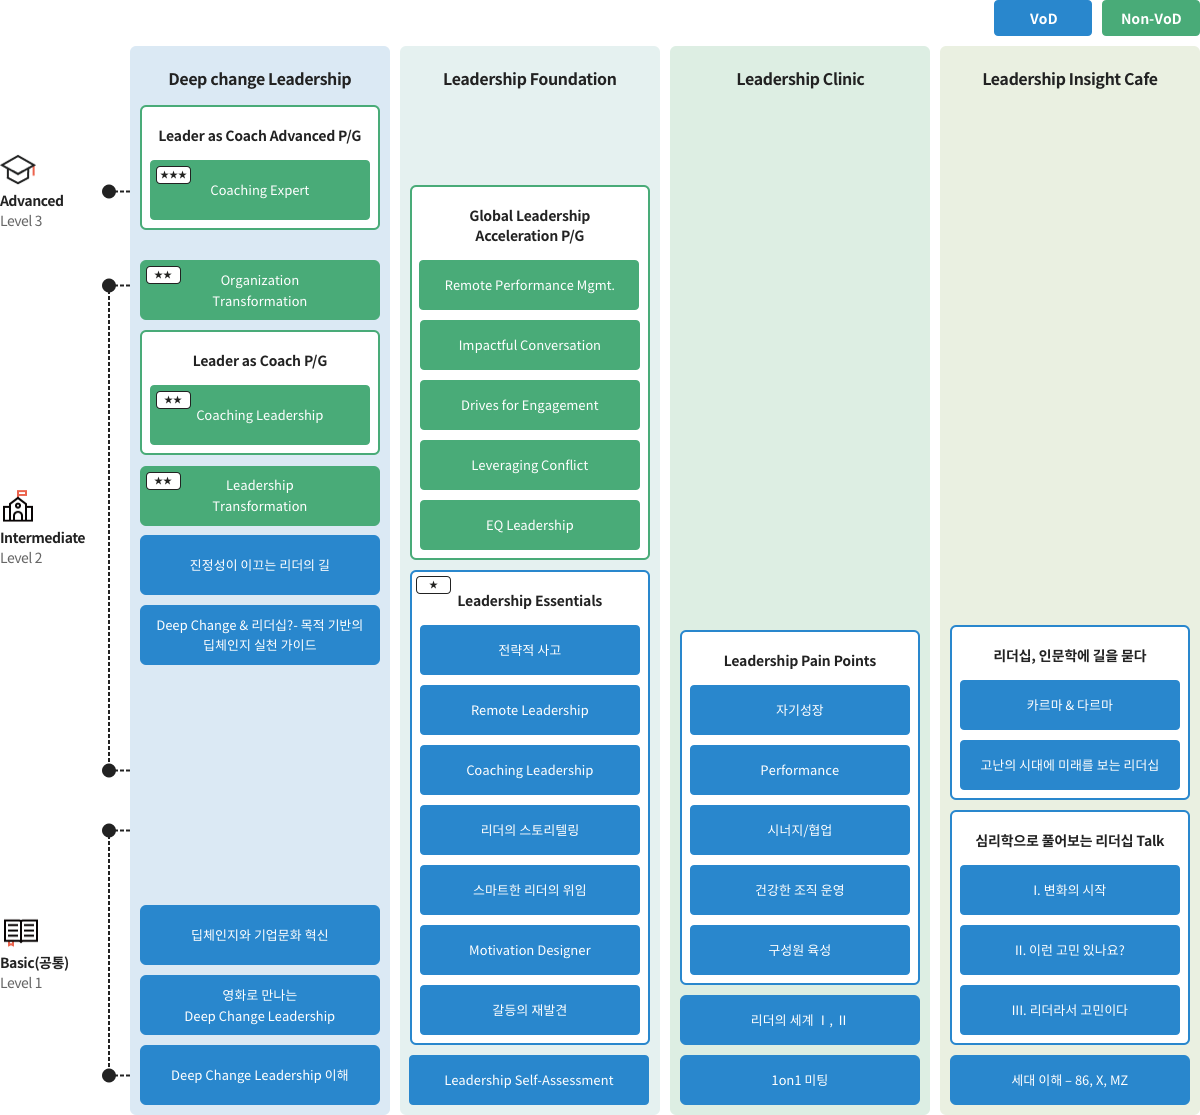 VoD
Non-VoD
Advanced
Level 3
Intermediate
Level 2
Basic(공통)
Level 1
Deep change Leadership
Leader as Coach Advanced P/G
★★★
Coaching Expert
★★
Organization
Transformation
Leader as Coach P/G
★★
Coaching Leadership
★★
Leadership
Transformation
진정성이 이끄는 리더의 길
Deep Change & 리더십?- 목적 기반의
딥체인지 실천 가이드
딥체인지와 기업문화 혁신
영화로 만나는
Deep Change Leadership
Deep Change Leadership 이해
Leadership Foundation
Global Leadership
Acceleration P/G
Remote Performance Mgmt.
Impactful Conversation
Drives for Engagement
Leveraging Conflict
EQ Leadership
★
Leadership Essentials
전략적 사고
Remote Leadership
Coaching Leadership
리더의 스토리텔링
스마트한 리더의 위임
Motivation Designer
갈등의 재발견
Leadership Self-Assessment
Leadership Clinic
Leadership Pain Points
자기성장
Performance
시너지/협업
건강한 조직 운영
구성원 육성
리더의 세계 Ⅰ, Ⅱ
1on1 미팅
Leadership Insight Cafe
리더십, 인문학에 길을 묻다
카르마 & 다르마
고난의 시대에 미래를 보는 리더십
심리학으로 풀어보는 리더십 Talk
I. 변화의 시작
II. 이런 고민 있나요?
III. 리더라서 고민이다
세대 이해 – 86, X, MZ